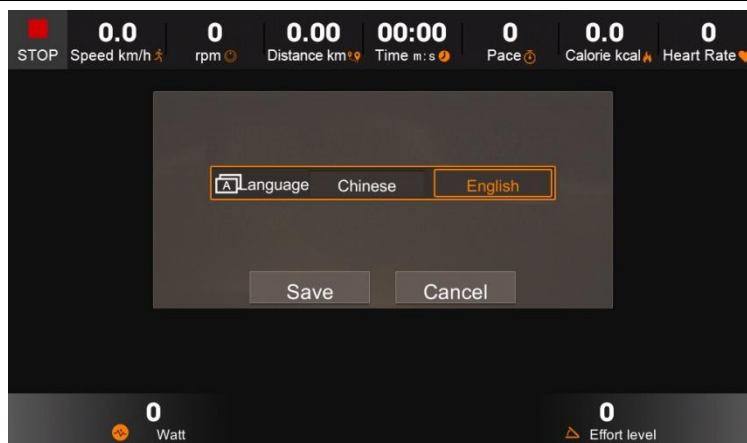 0.0 0 0.00 00:00 0 0.0 0
STOP Speed km/h rpm Distance km Time m:s Pace Calorie kcal Heart Rate
A Language Chinese English
Save Cancel
0 0
Watt Effort level